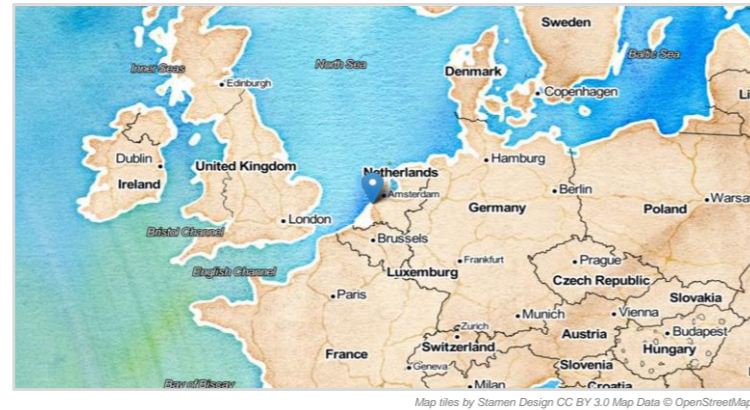 Sweden
Baltic Sea
Inner Seas
North Sea
Denmark
Edinburgh
Copenhagen
Li
Dublin
United Kingdom
Ireland
Netherlands
Hamburg
Amsterdam
Berlin
Warsa
Germany
Poland
London
Bristol Channel
Brussels
English Channel
Luxemburg
Frankfurt
Prague
Czech Republic
Paris
Slovakia
Munich
Vienna
Zurich
Austria
Budapest
Switzerland
Hungary
France
Geneva
Slovenia
Bay of Biscay
Milan
Croatia
Map tiles by Stamen Design CC BY 3.0 Map Data © OpenStreetMap